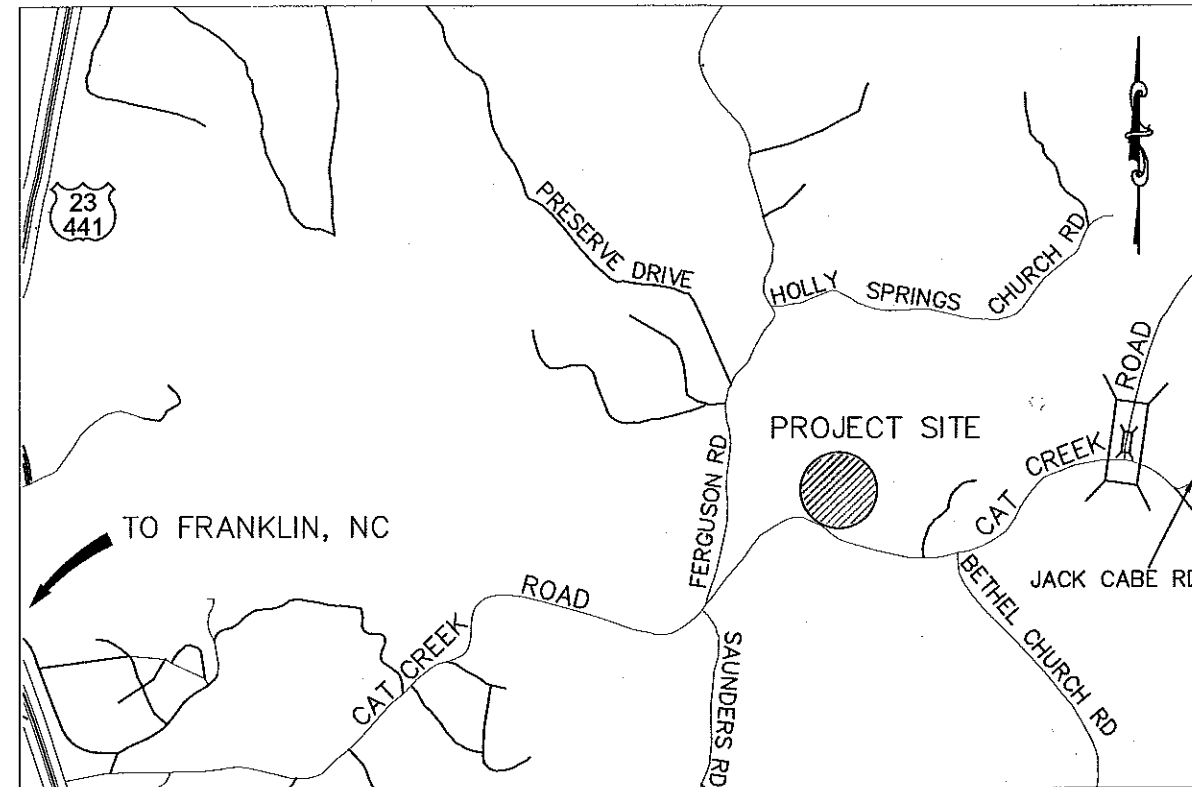 23
441
PRESERVE DRIVE
HOLLY SPRINGS CHURCH RD
PROJECT SITE
CAT CREEK ROAD
TO FRANKLIN, NC
FERGUSON RD
JACK CABE RD
BETHEL CHURCH RD
CAT CREEK ROAD
SAUNDERS RD